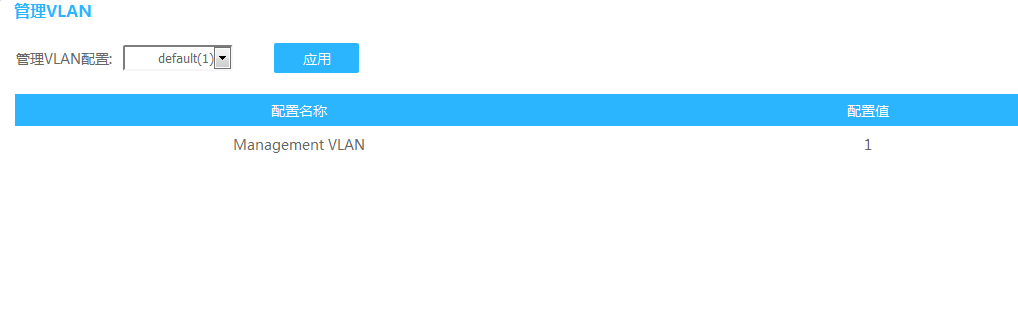 管理VLAN
管理VLAN配置: default(1) 应用
配置名称 配置值
Management VLAN 1